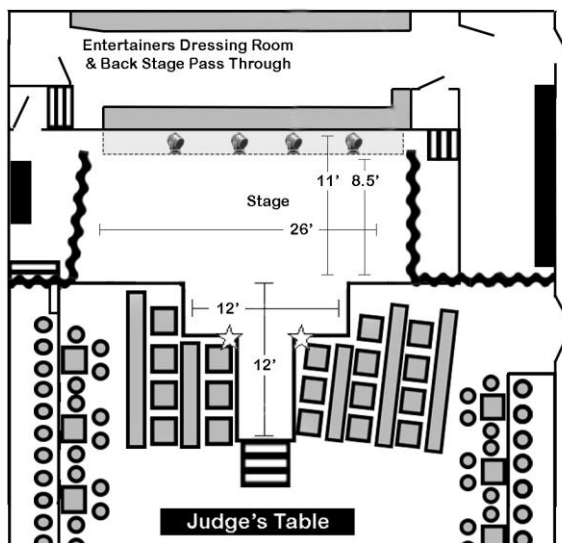 Entertainers Dressing Room
& Back Stage Pass Through
11'
8.5'
Stage
26'
12'
12'
Judge's Table